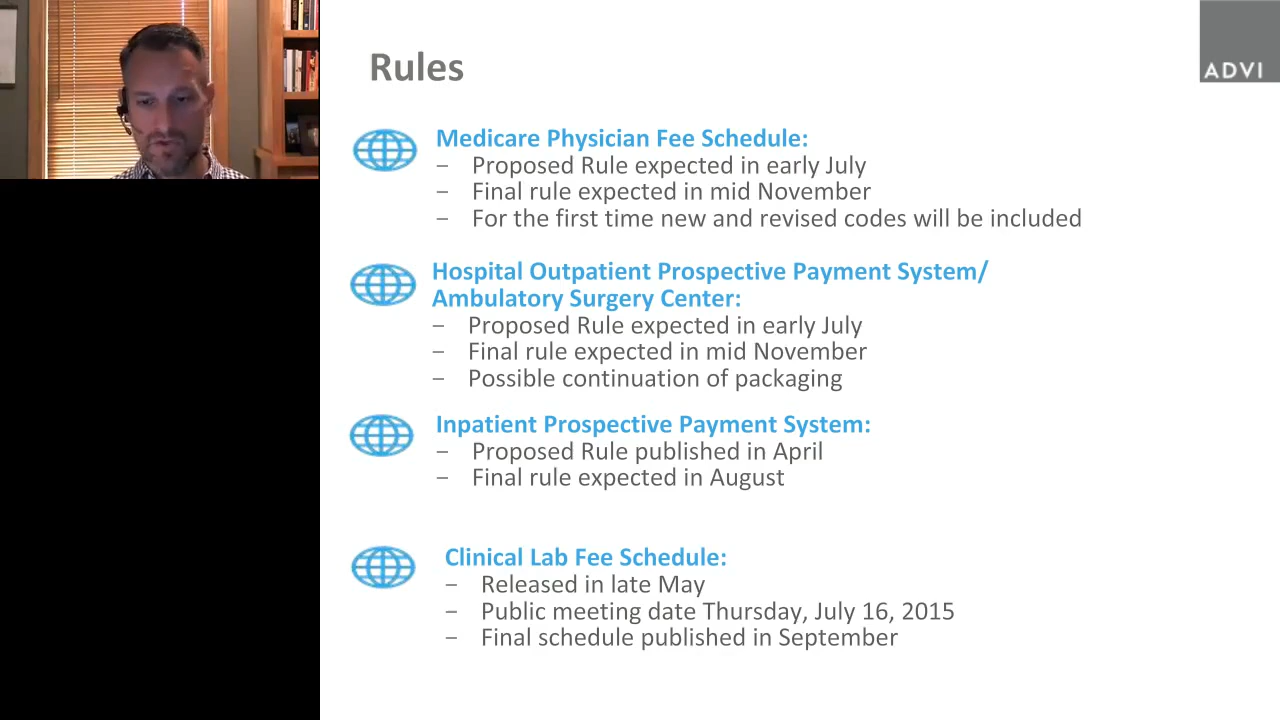 Rules
ADVI
Medicare Physician Fee Schedule:
− Proposed Rule expected in early July
− Final rule expected in mid November
− For the first time new and revised codes will be included
Hospital Outpatient Prospective Payment System/
Ambulatory Surgery Center:
− Proposed Rule expected in early July
− Final rule expected in mid November
− Possible continuation of packaging
Inpatient Prospective Payment System:
− Proposed Rule published in April
− Final rule expected in August
Clinical Lab Fee Schedule:
− Released in late May
− Public meeting date Thursday, July 16, 2015
− Final schedule published in September